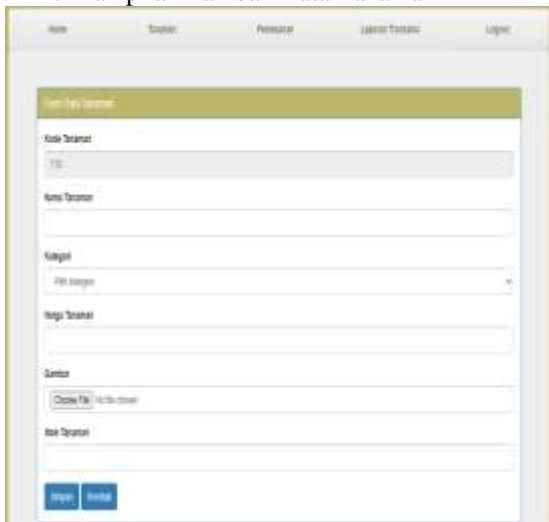 Home Tanaman Pemesanan Laporan Transaksi Logout
Form Data Tanaman
Kode Tanaman
Nama Tanaman
Kategori
Pilih Kategori
Harga Tanaman
Gambar
Choose File No file chosen
Stok Tanaman
Simpan Kembali